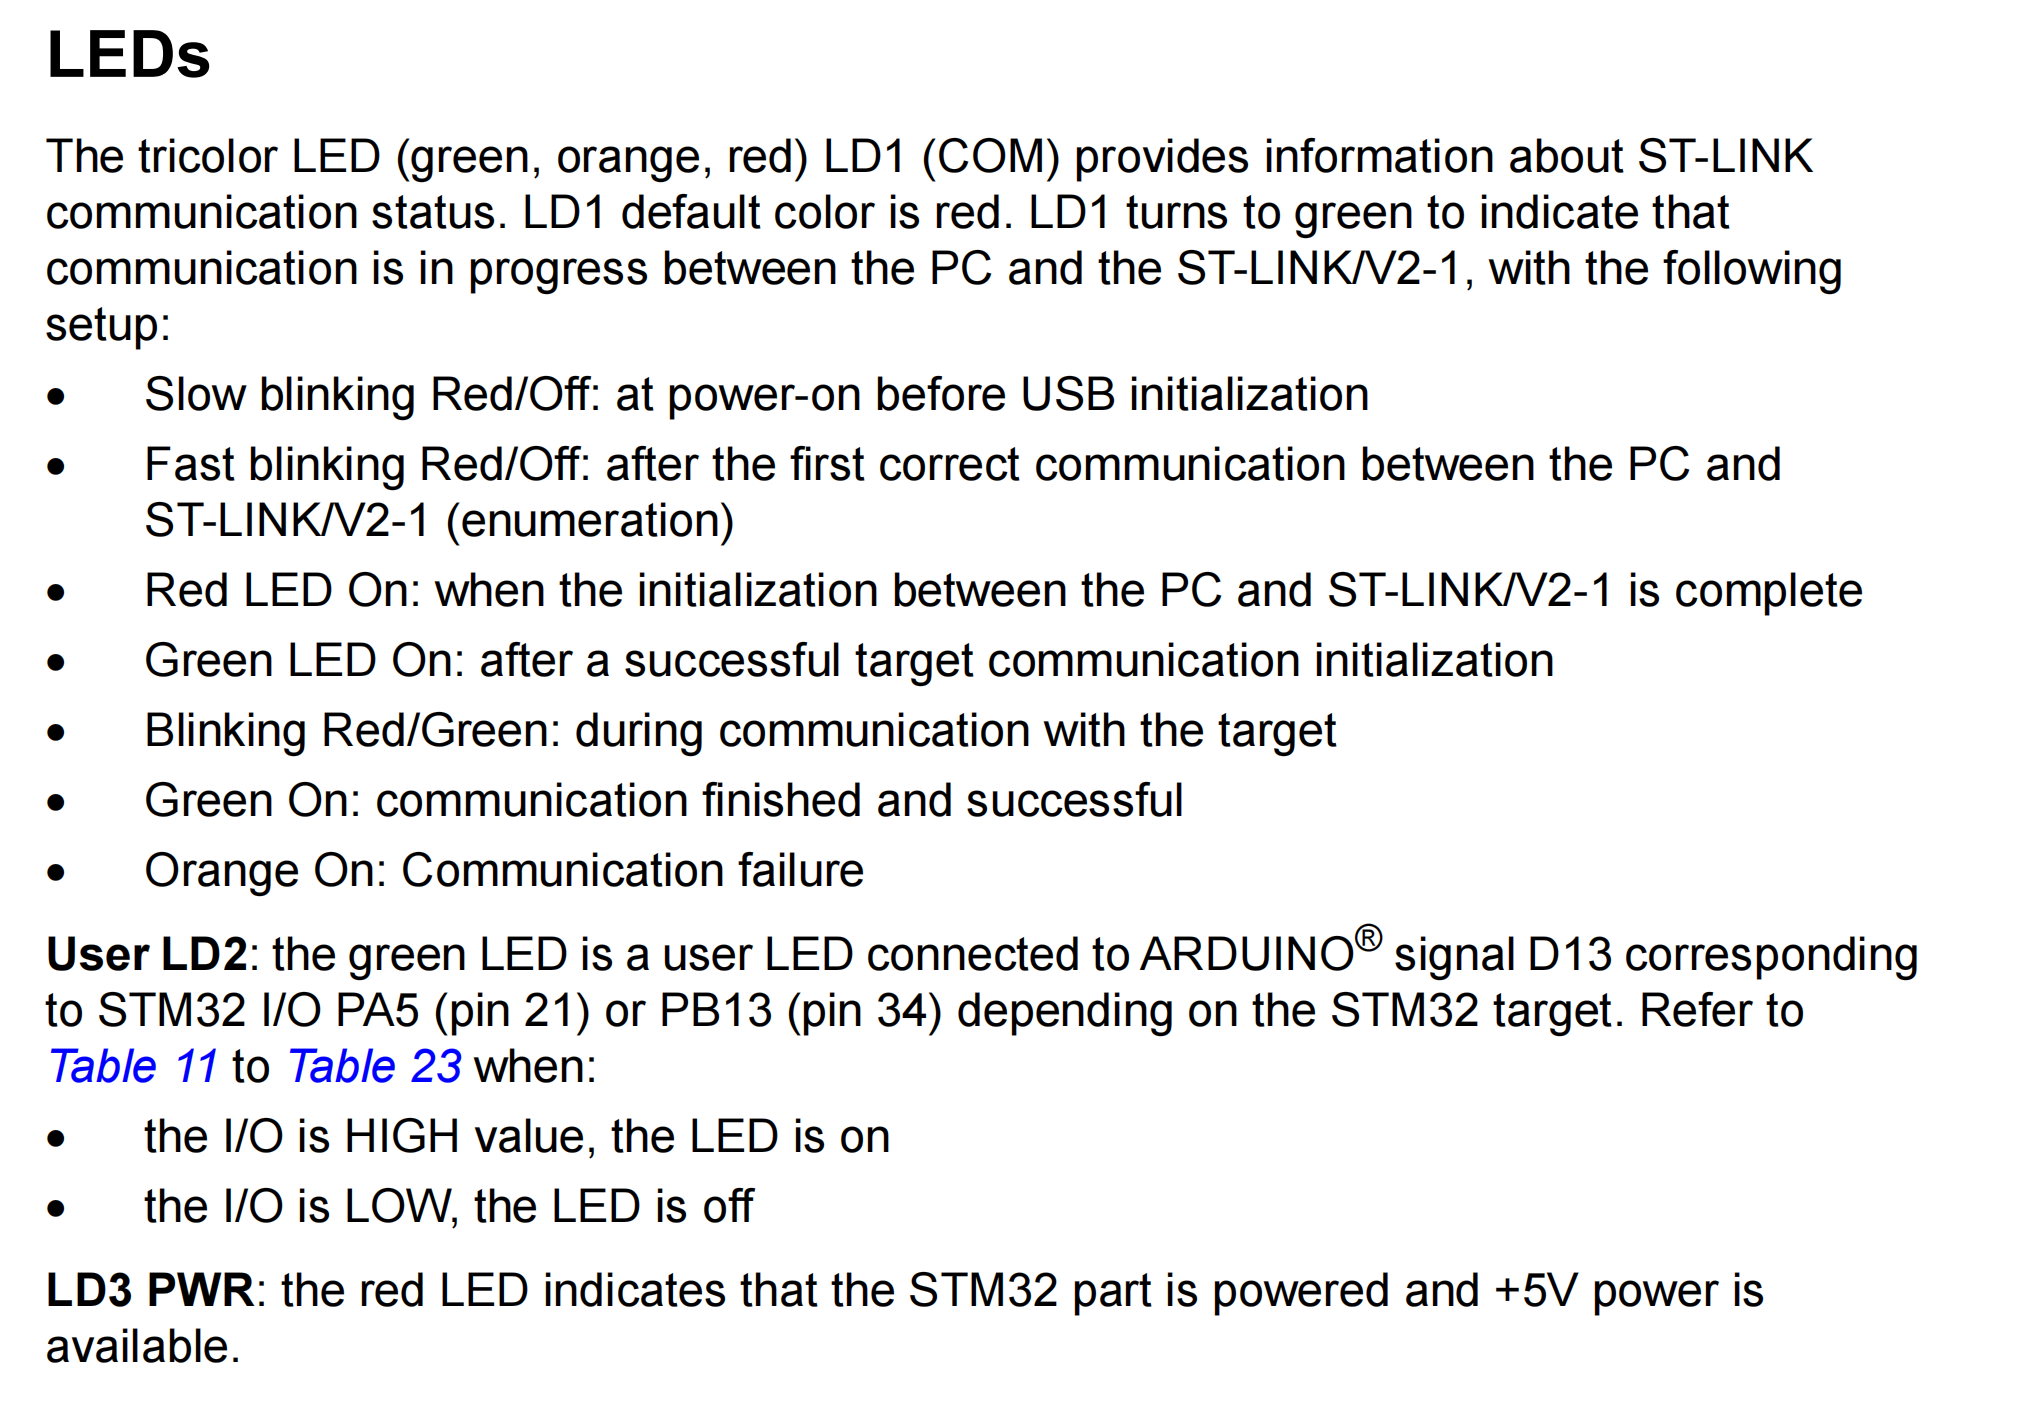 LEDs
The tricolor LED (green, orange, red) LD1 (COM) provides information about ST-LINK
communication status. LD1 default color is red. LD1 turns to green to indicate that
communication is in progress between the PC and the ST-LINK/V2-1, with the following
setup:
• Slow blinking Red/Off: at power-on before USB initialization
• Fast blinking Red/Off: after the first correct communication between the PC and
ST-LINK/V2-1 (enumeration)
• Red LED On: when the initialization between the PC and ST-LINK/V2-1 is complete
• Green LED On: after a successful target communication initialization
• Blinking Red/Green: during communication with the target
• Green On: communication finished and successful
• Orange On: Communication failure
User LD2: the green LED is a user LED connected to ARDUINO® signal D13 corresponding
to STM32 I/O PA5 (pin 21) or PB13 (pin 34) depending on the STM32 target. Refer to
Table 11 to Table 23 when:
• the I/O is HIGH value, the LED is on
• the I/O is LOW, the LED is off
LD3 PWR: the red LED indicates that the STM32 part is powered and +5V power is
available.